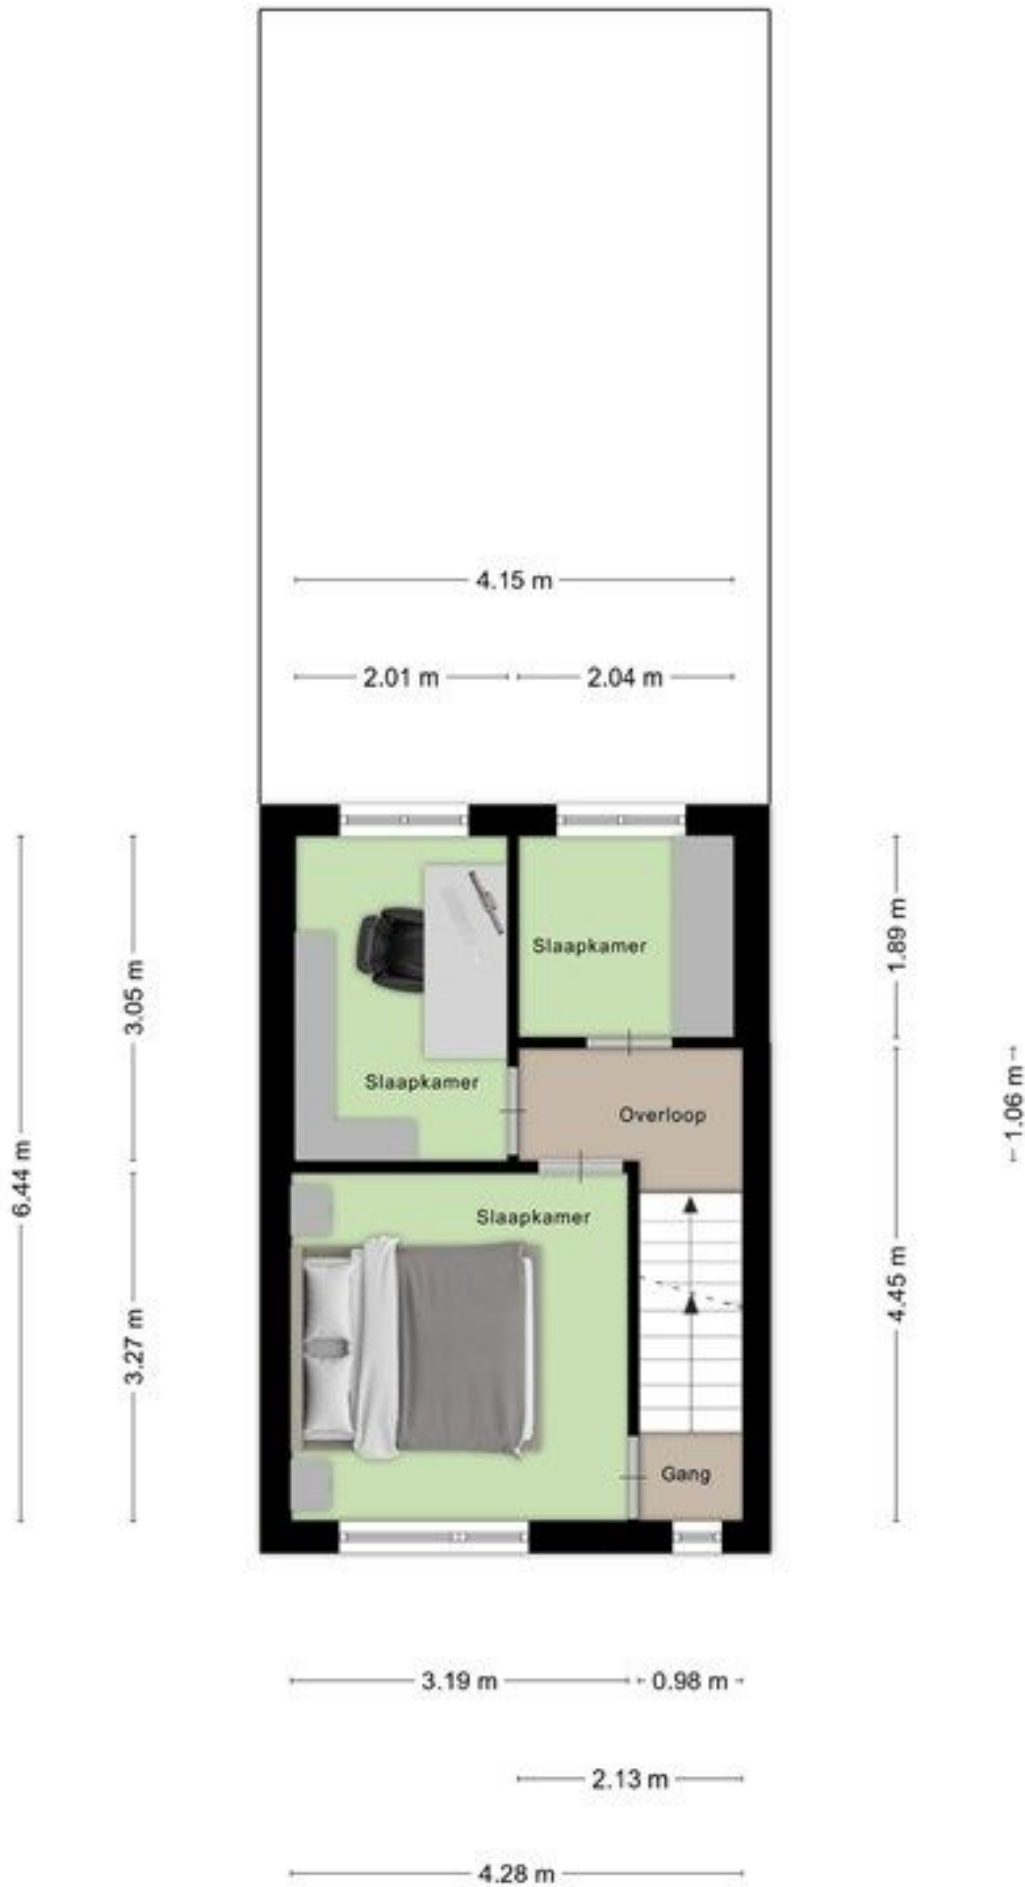 4.15 m
2.01 m
2.04 m
Slaapkamer
1.89 m
3.05 m
Slaapkamer
Overloop
1.06 m
6.44 m
Slaapkamer
4.45 m
3.27 m
Gang
3.19 m
0.98 m
2.13 m
4.28 m